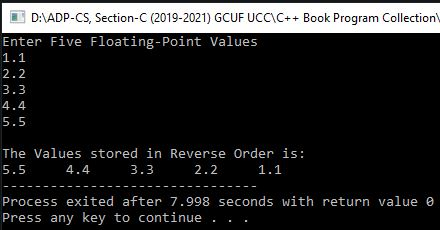 D:\ADP-CS, Section-C (2019-2021) GCUF UCC\C++ Book Program Collection\
Enter Five Floating-Point Values
1.1
2.2
3.3
4.4
5.5
The Values stored in Reverse Order is:
5.5 4.4 3.3 2.2 1.1
--------------------------------
Process exited after 7.998 seconds with return value 0
Press any key to continue . . .